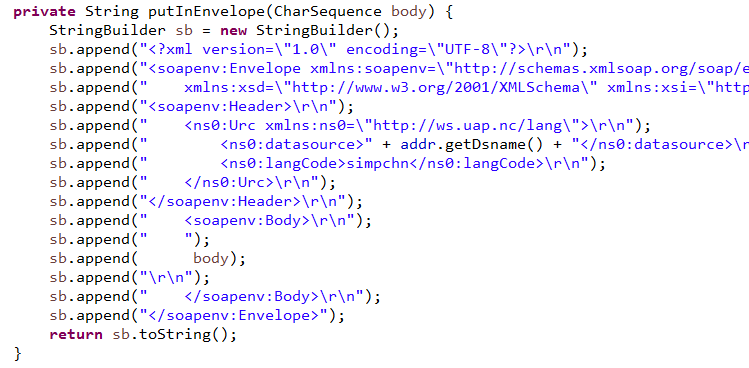 private String putInEnvelope(CharSequence body) {
    StringBuilder sb = new StringBuilder();
    sb.append("<?xml version=\"1.0\" encoding=\"UTF-8\"?>\r\n");
    sb.append("<soapenv:Envelope xmlns:soapenv=\"http://schemas.xmlsoap.org/soap/e
    sb.append("    xmlns:xsd=\"http://www.w3.org/2001/XMLSchema\" xmlns:xsi=\"http
    sb.append("<soapenv:Header>\r\n");
    sb.append("    <ns0:Urc xmlns:ns0=\"http://ws.uap.nc/lang\">\r\n");
    sb.append("        <ns0:datasource>" + addr.getDsname() + "</ns0:datasource>\r
    sb.append("        <ns0:langCode>simpchn</ns0:langCode>\r\n");
    sb.append("    </ns0:Urc>\r\n");
    sb.append("</soapenv:Header>\r\n");
    sb.append("    <soapenv:Body>\r\n");
    sb.append("    ");
    sb.append(      body);
    sb.append("\r\n");
    sb.append("    </soapenv:Body>\r\n");
    sb.append("</soapenv:Envelope>");
    return sb.toString();
}